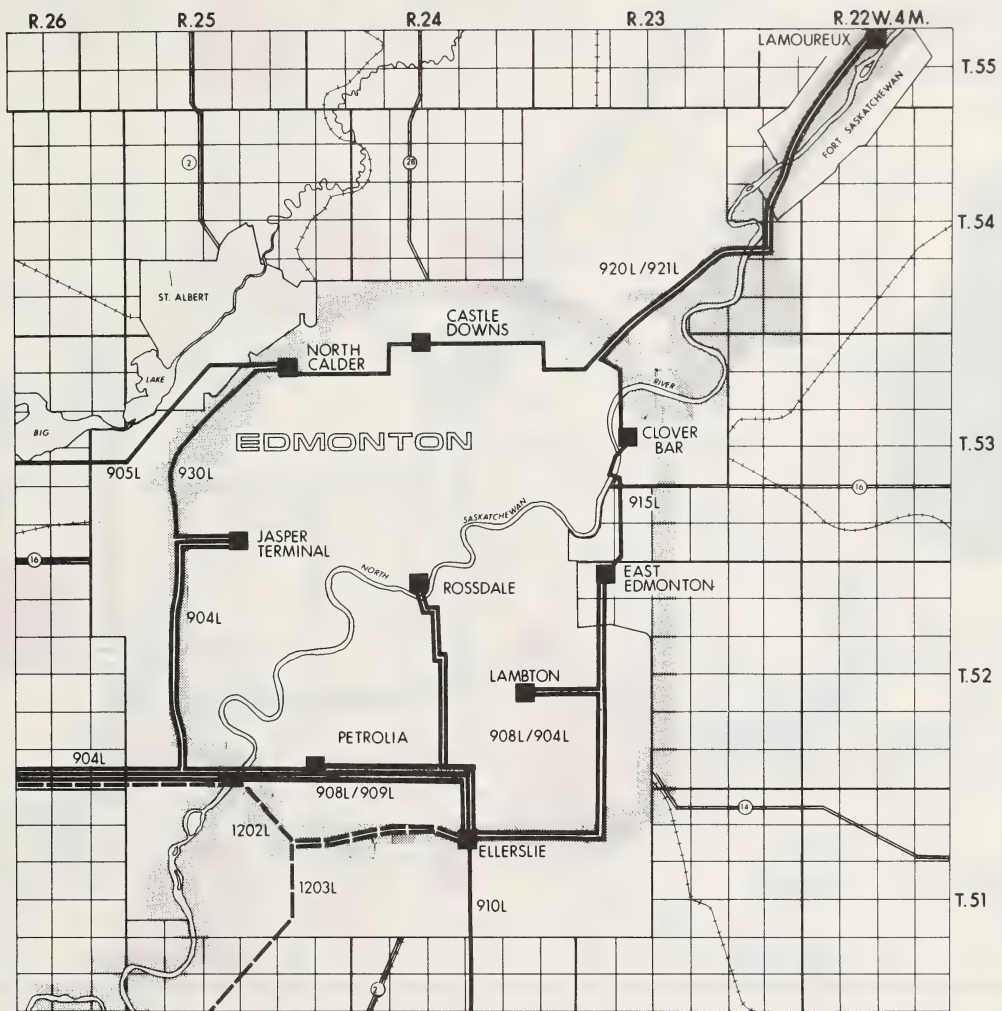 R.26 R.25 R.24 R.23 R.22W.4M.
LAMOUREUX
T.55
FORT SASKATCHEWAN
2
28
T.54
920L/921L
ST. ALBERT
CASTLE
DOWNS
NORTH
CALDER
LAKE
RIVER
BIG
EDMONTON
CLOVER
BAR
T.53
905L
930L
16
915L
SASKATCHEWAN
JASPER
TERMINAL
16
NORTH
ROSSDALE
EAST
EDMONTON
904L
LAMBTON
T.52
PETROLIA
908L/904L
904L
908L/909L
14
1202L
ELLERSLIE
1203L
910L
T.51
2